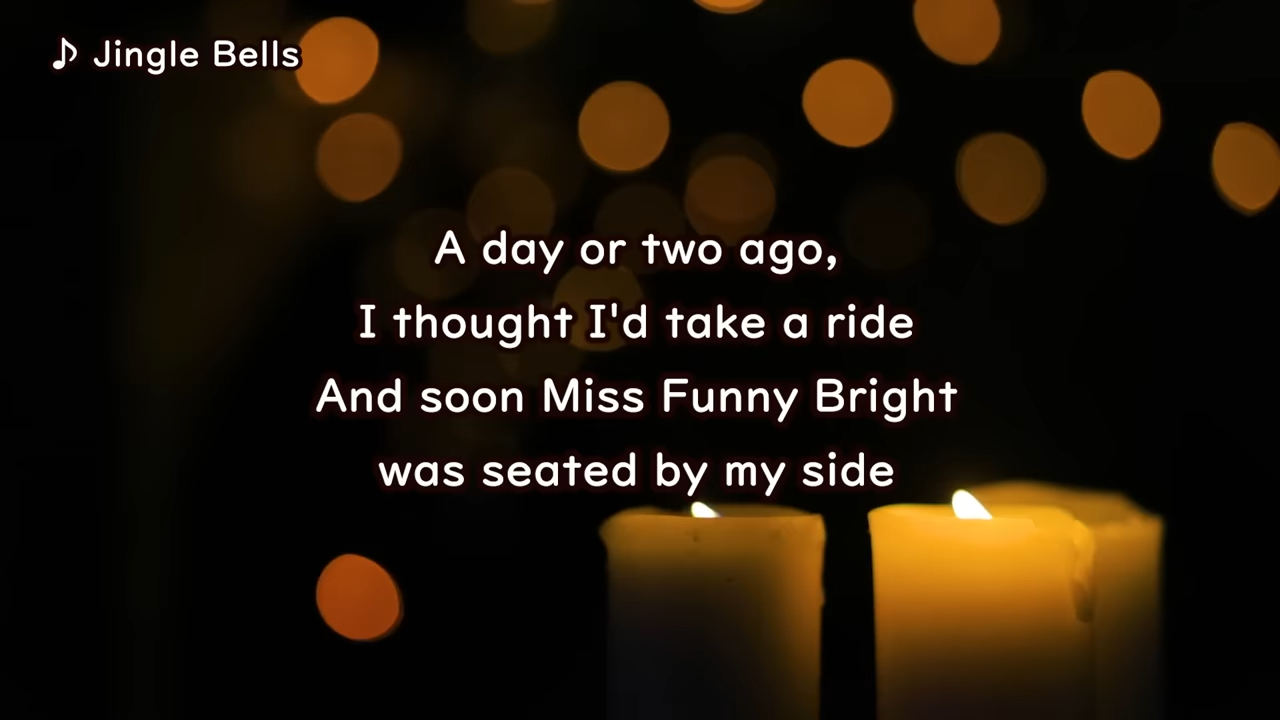 ♪ Jingle Bells
A day or two ago,
I thought I'd take a ride
And soon Miss Funny Bright
was seated by my side